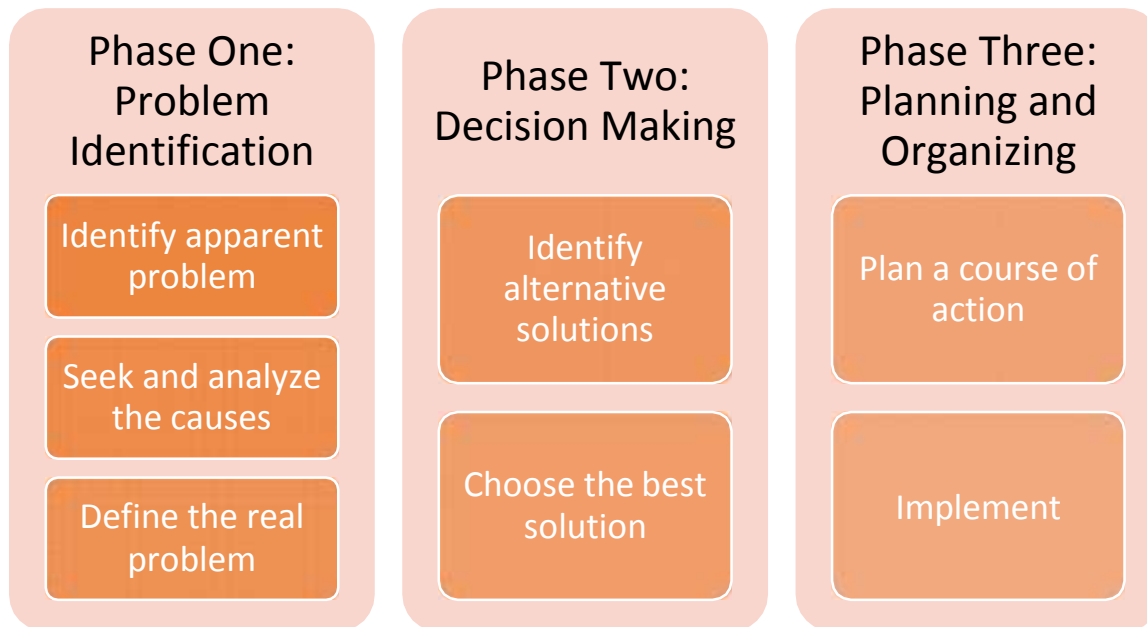 Phase One:
Problem
Identification
Identify apparent
problem
Seek and analyze
the causes
Define the real
problem
Phase Two:
Decision Making
Identify
alternative
solutions
Choose the best
solution
Phase Three:
Planning and
Organizing
Plan a course of
action
Implement